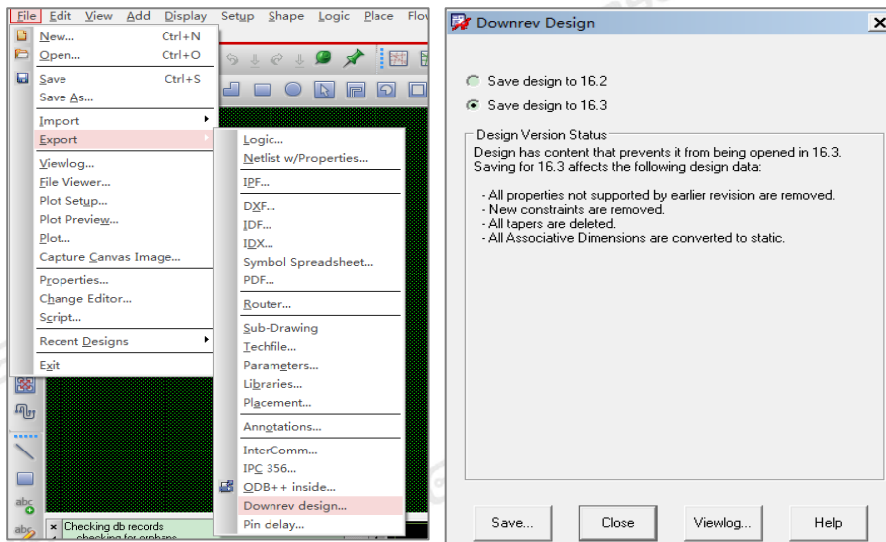 File Edit View Add Display Setup Shape Logic Place Flo
New... Ctrl+N
Open... Ctrl+O
Save Ctrl+S
Save As...
Import
Export
Viewlog...
File Viewer...
Plot Setup...
Plot Preview...
Plot...
Capture Canvas Image...
Properties...
Change Editor...
Script...
Recent Designs
Exit
Logic...
Netlist w/Properties...
IPF...
DXF...
IDF...
IDX...
Symbol Spreadsheet...
PDF...
Router...
Sub-Drawing
Techfile...
Parameters...
Libraries...
Placement...
Annotations...
InterComm...
IPC 356...
ODB++ inside...
Downrev design...
Pin delay...
abc
abc
Checking db records
checking for orphans
Downrev Design
Save design to 16.2
Save design to 16.3
Design Version Status
Design has content that prevents it from being opened in 16.3.
Saving for 16.3 affects the following design data:
- All properties not supported by earlier revision are removed.
- New constraints are removed.
- All tapers are deleted.
- All Associative Dimensions are converted to static.
Save... Close Viewlog... Help